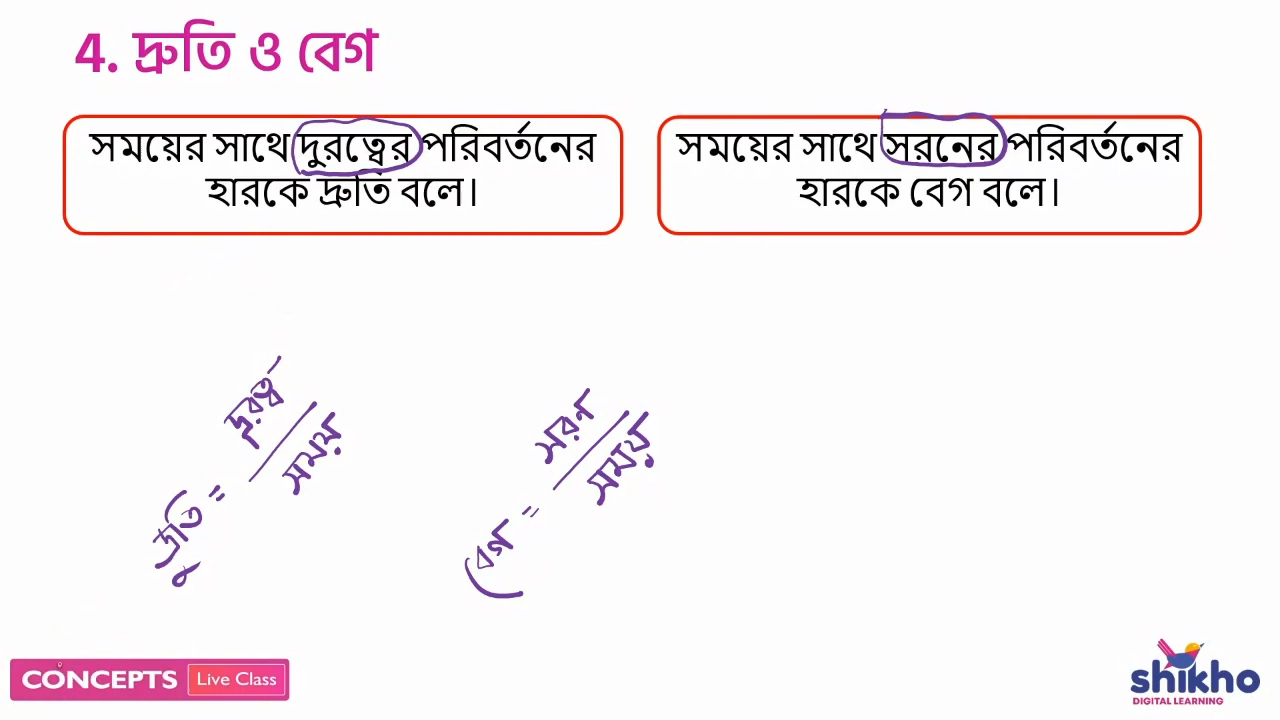 4. দ্রুতি ও বেগ
সময়ের সাথে দুরত্বের পরিবর্তনের
হারকে দ্রুতি বলে।
সময়ের সাথে সরনের পরিবর্তনের
হারকে বেগ বলে।
দ্রুতি = দূরত্ব / সময়
বেগ = সরণ / সময়
CONCEPTS Live Class
shikho
DIGITAL LEARNING